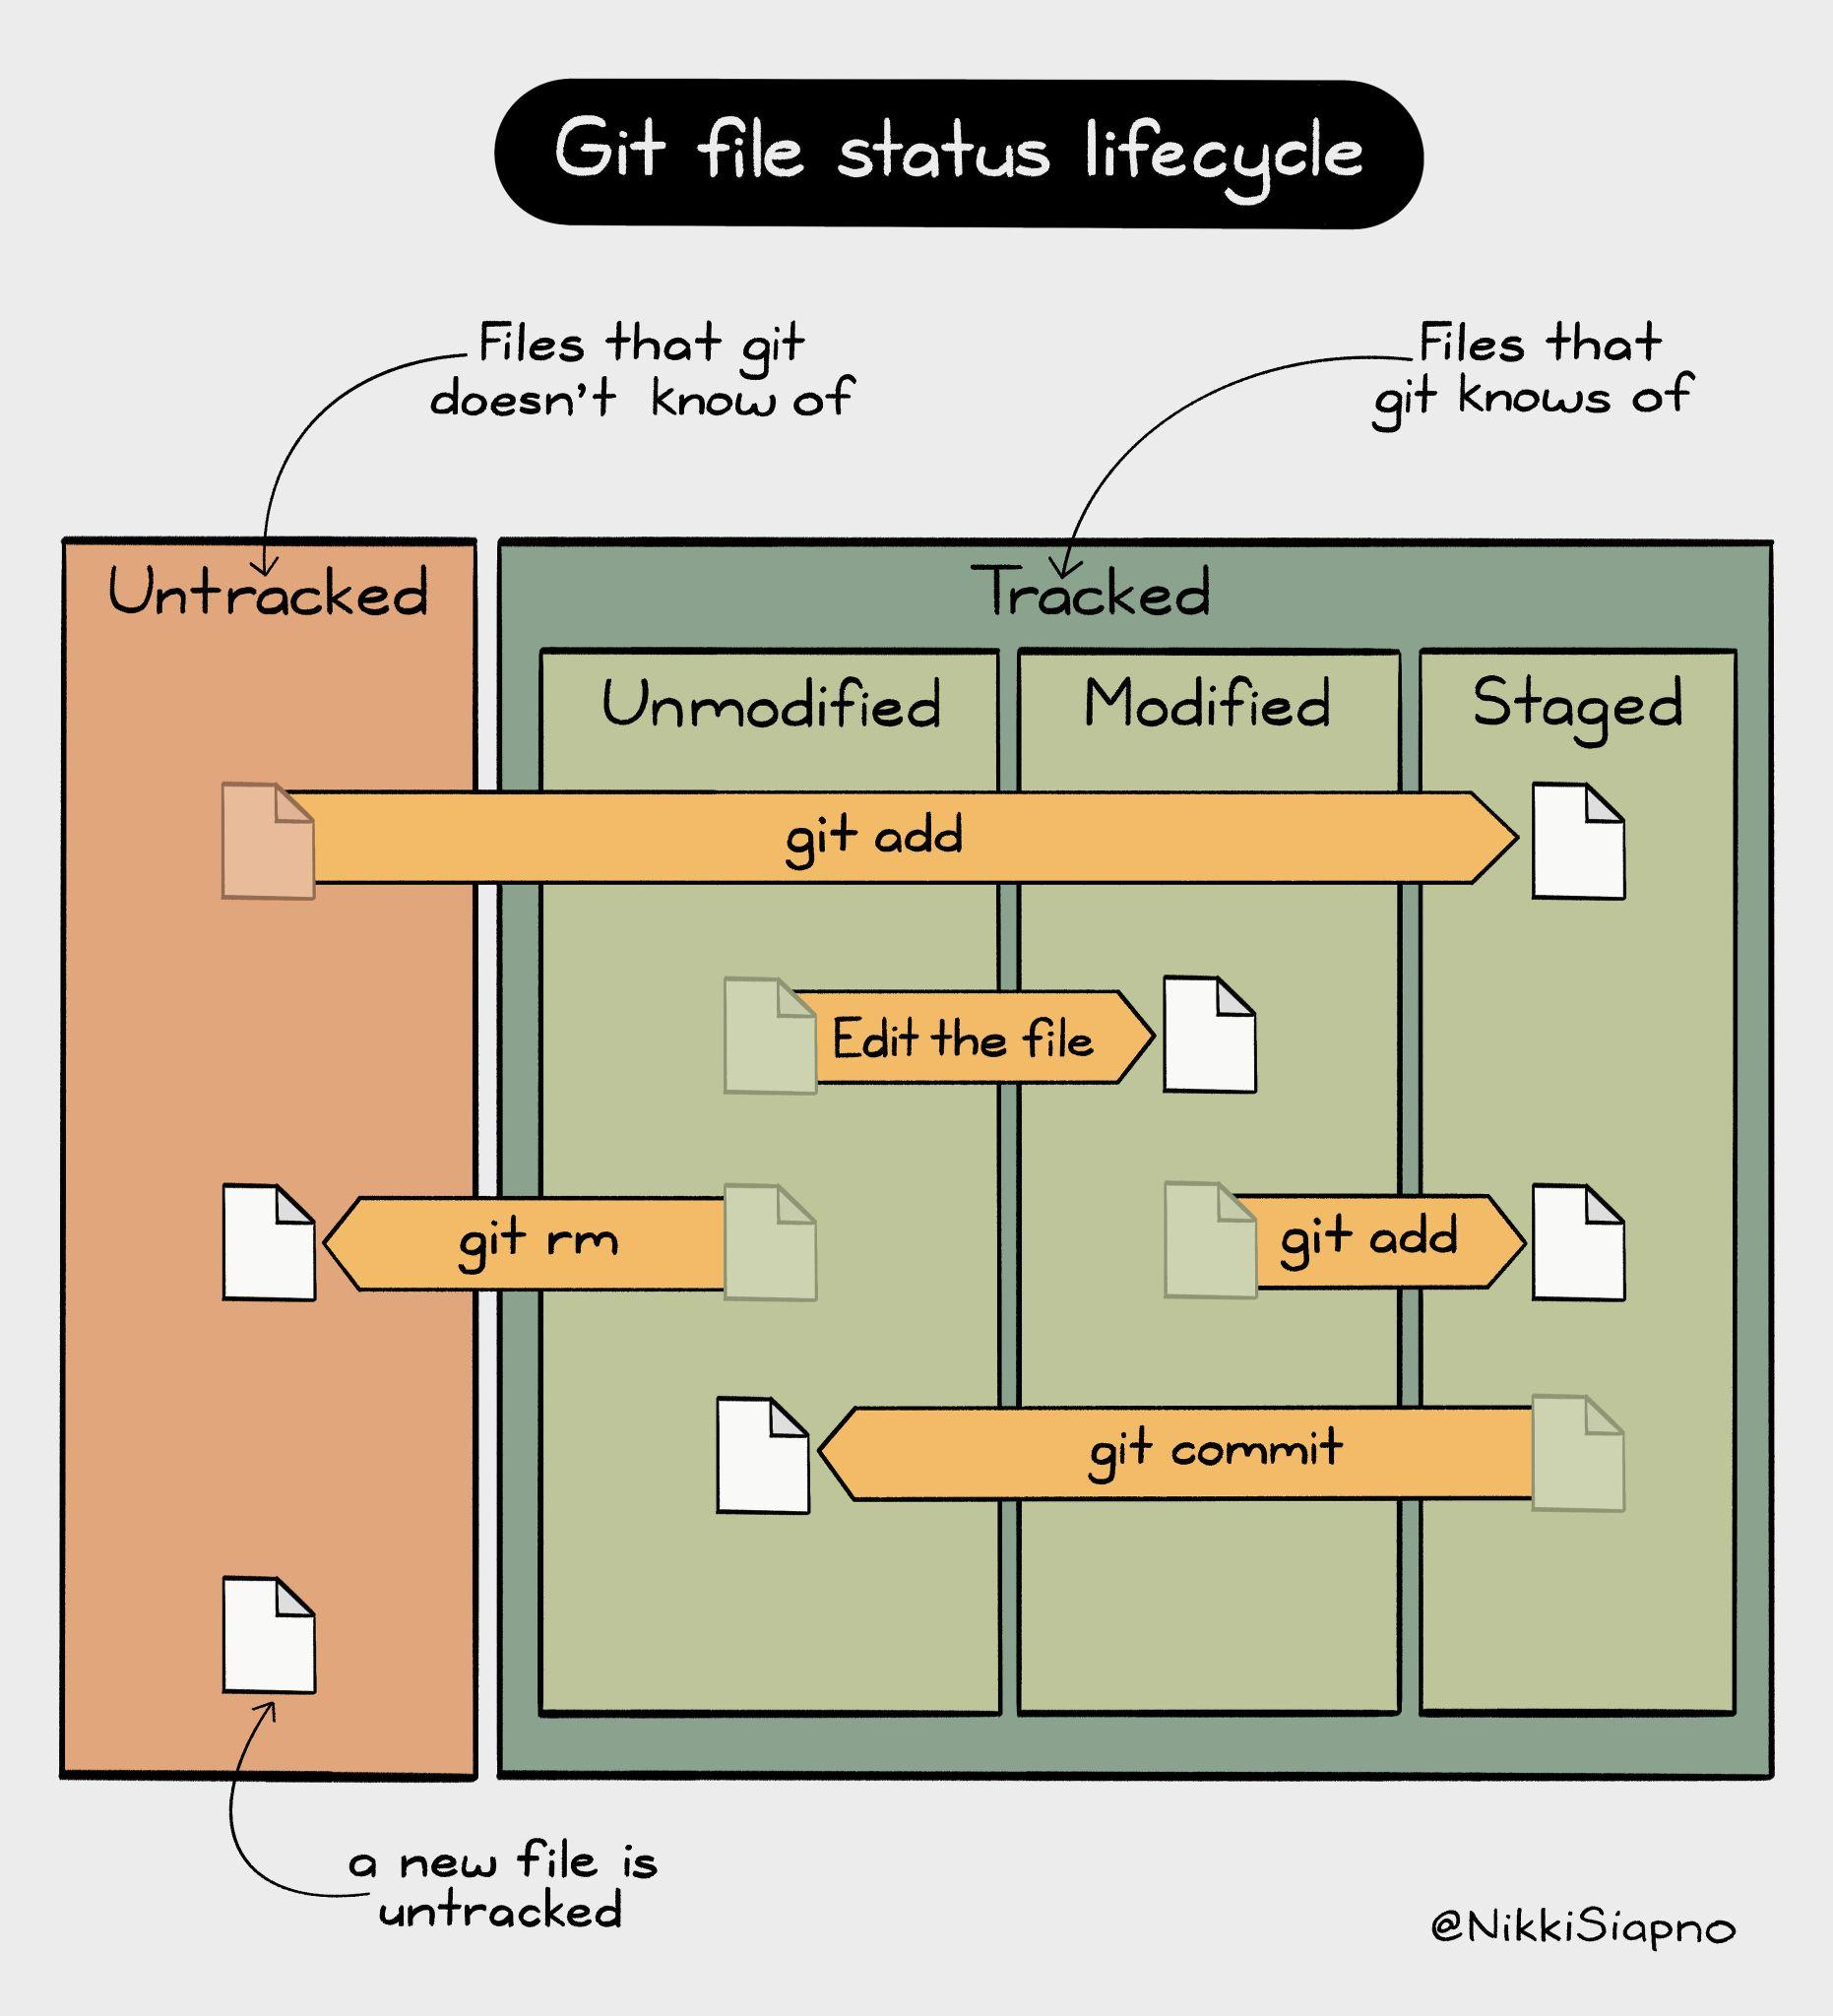 Git file status lifecycle
Files that git
doesn't know of
Files that
git knows of
Untracked
Tracked
Unmodified
Modified
Staged
git add
Edit the file
git rm
git add
git commit
a new file is
untracked
@NikkiSiapno